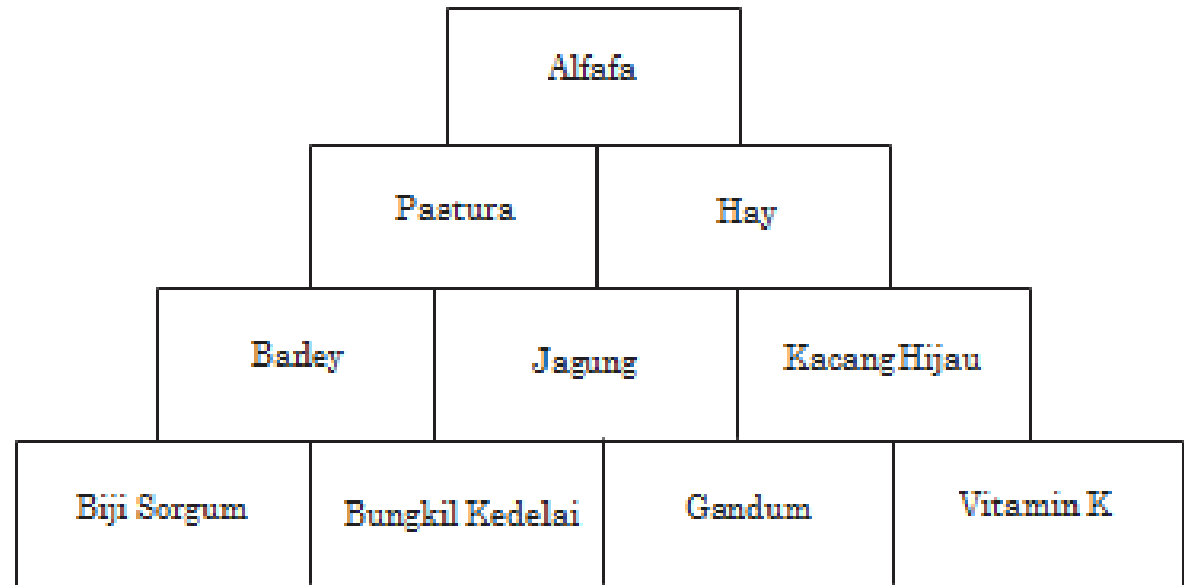 Alfafa
Pastura
Hay
Barley
Jagung
Kacang Hijau
Biji Sorgum
Bungkil Kedelai
Gandum
Vitamin K